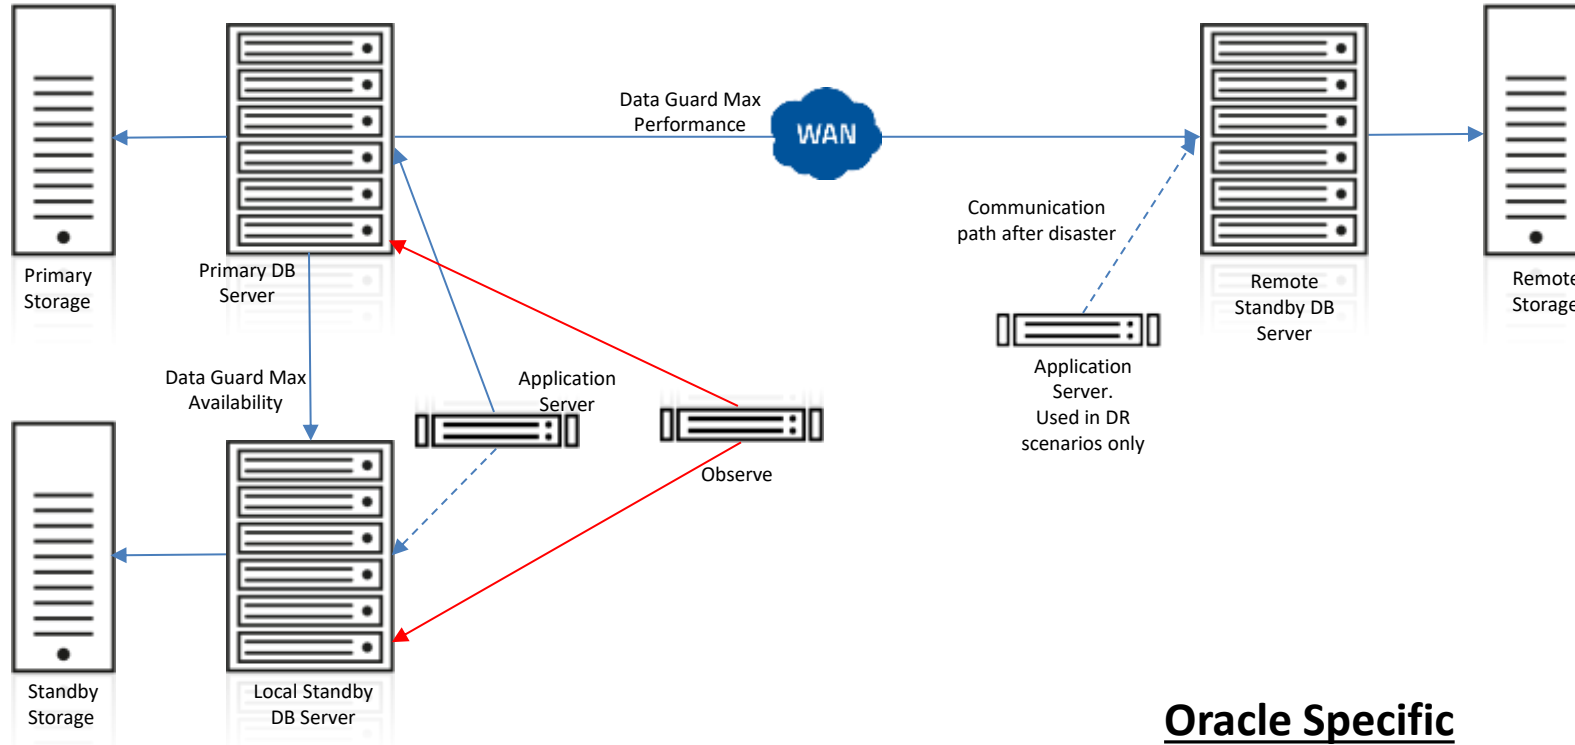 Data Guard Max
Performance
WAN
Communication
path after disaster
Primary
Storage
Primary DB
Server
Remote
Standby DB
Server
Remote
Storage
Data Guard Max
Availability
Application
Server
Application
Server.
Used in DR
scenarios only
Observe
Standby
Storage
Local Standby
DB Server
Oracle Specific